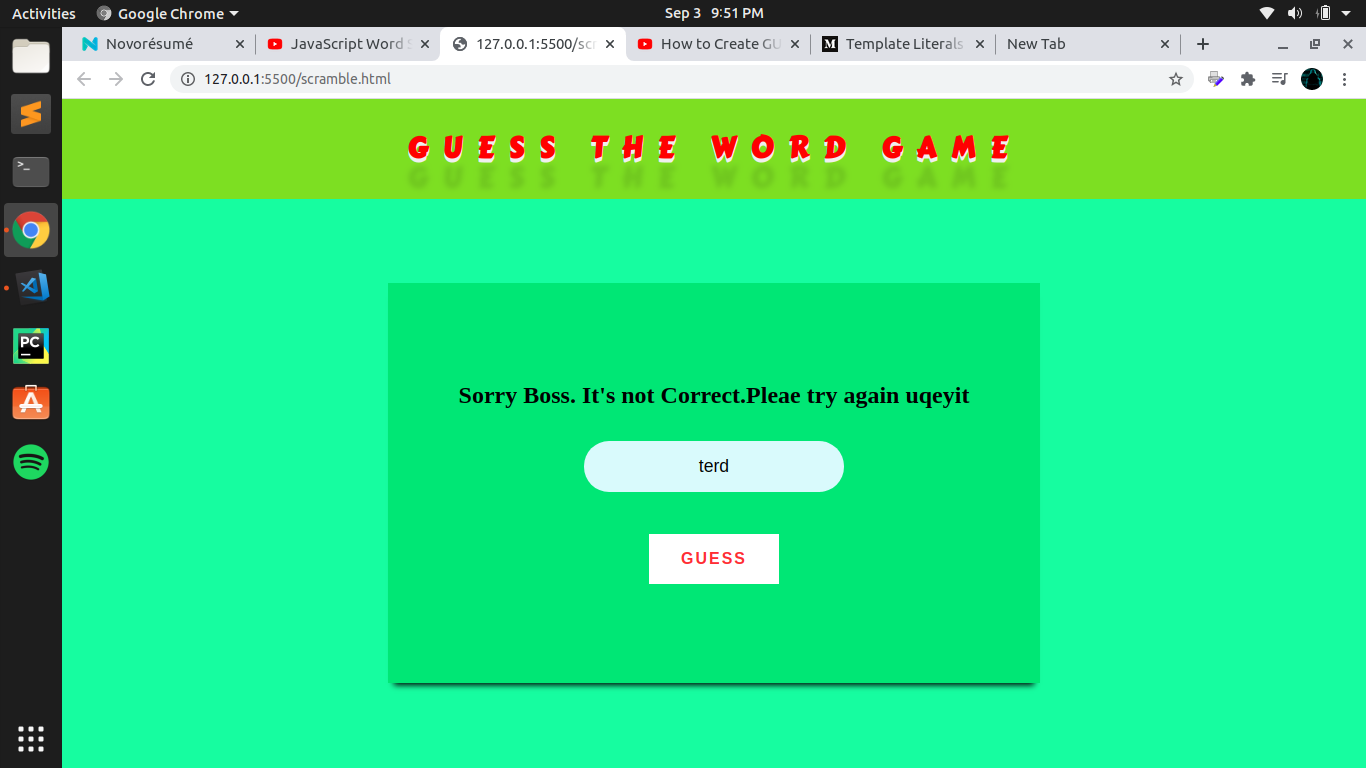 Activities Google Chrome Sep 3 9:51 PM
Novorésumé JavaScript Word S 127.0.0.1:5500/scr How to Create GU Template Literals New Tab
127.0.0.1:5500/scramble.html
GUESS THE WORD GAME
>_
PC
Sorry Boss. It's not Correct.Pleae try again uqeyit
terd
GUESS